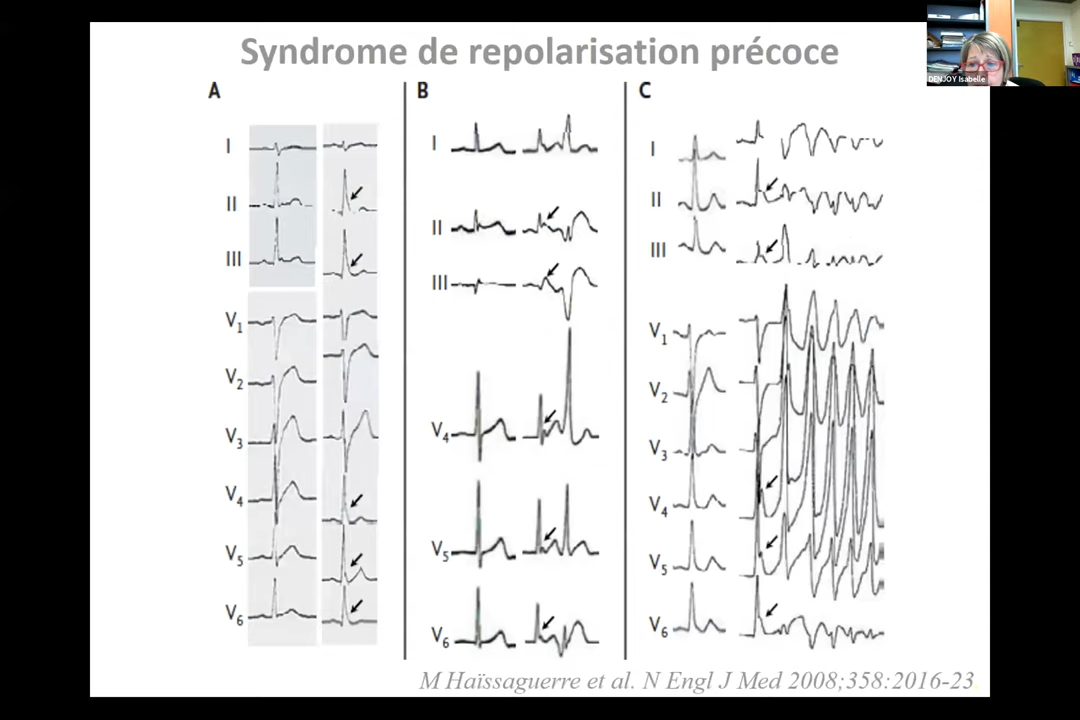 Syndrome de repolarisation précoce
DENJOY Isabelle
A
I
II
III
V1
V2
V3
V4
V5
V6
B
I
II
III
V4
V5
V6
C
I
II
III
V1
V2
V3
V4
V5
V6
M Haïssaguerre et al. N Engl J Med 2008;358:2016-23